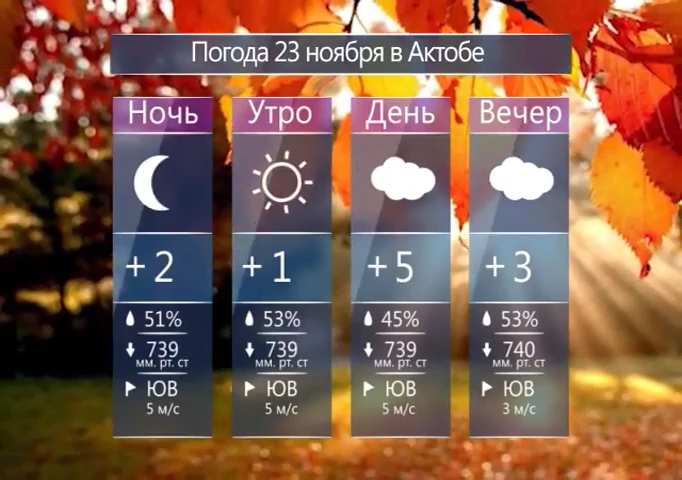 Погода 23 ноября в Актобе
Ночь Утро День Вечер
+2 +1 +5 +3
51% 53% 45% 53%
739 739 739 740
мм. рт. ст мм. рт. ст мм. рт. ст мм. рт. ст
ЮВ ЮВ ЮВ ЮВ
5 м/с 5 м/с 5 м/с 3 м/с